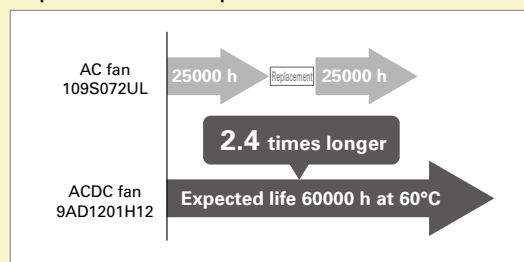 AC fan
109S072UL
25000 h
Replacement
25000 h
2.4 times longer
ACDC fan
9AD1201H12
Expected life 60000 h at 60°C